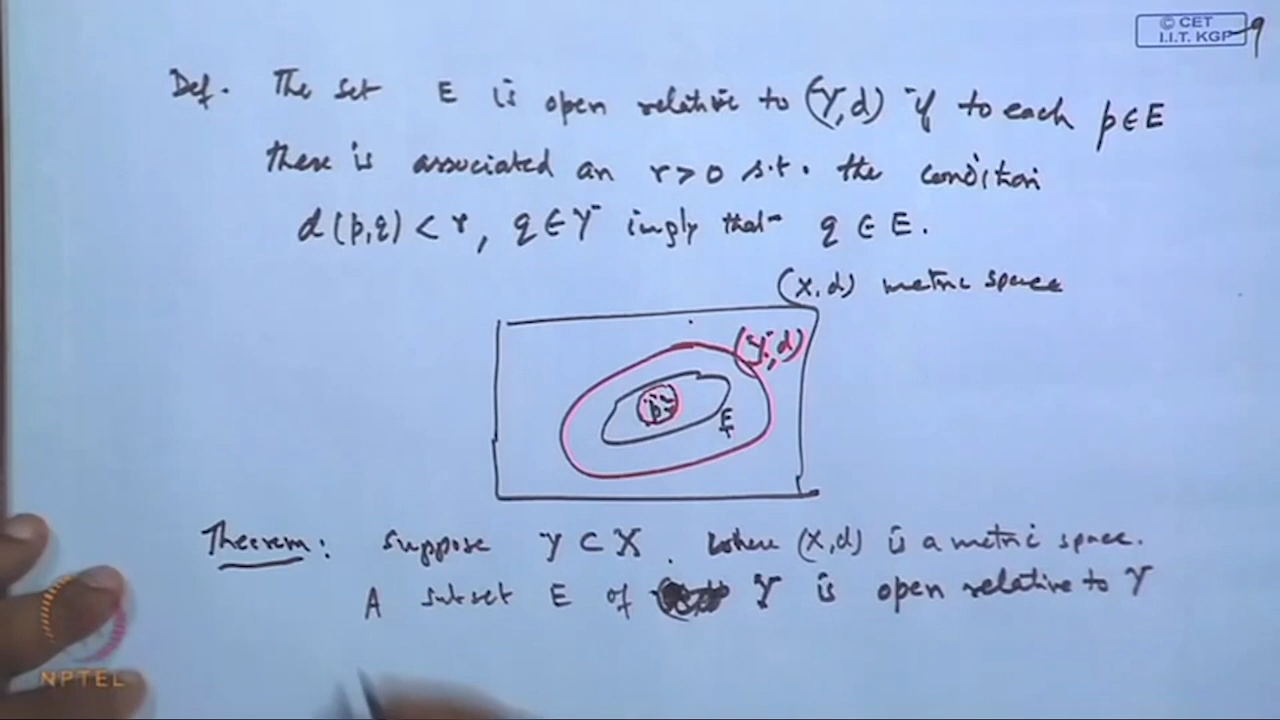 © CET
I.I.T. KGP
9
Def. The set E is open relative to (Y,d) if to each p∈E
there is associated an r>0 s.t. the condition
d(p,q) < r, q∈Y imply that q ∈ E.
(X,d) metric space
(Y,d)
p
E
Theorem: Suppose Y ⊂ X. where (X,d) is a metric space.
A subset E of Y is open relative to Y
NPTEL